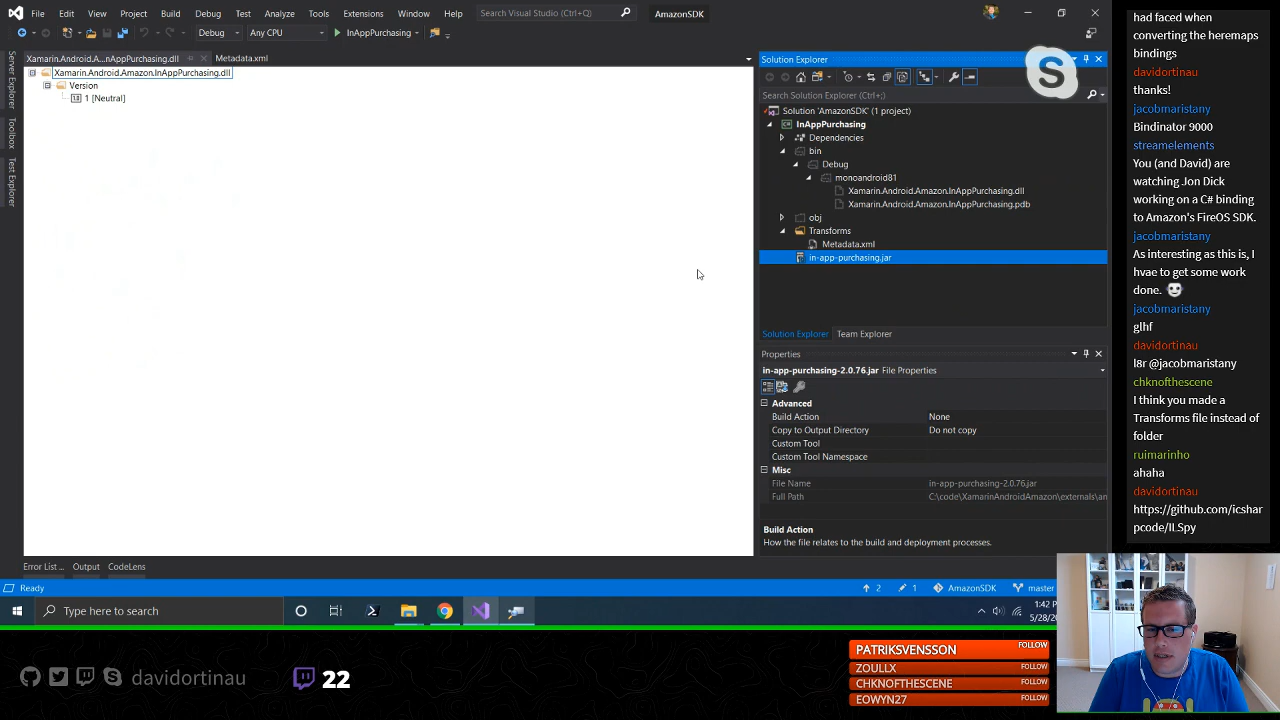 File Edit View Project Build Debug Test Analyze Tools Extensions Window Help Search Visual Studio (Ctrl+Q) AmazonSDK
Debug Any CPU InAppPurchasing
Server Explorer
Toolbox
Test Explorer
Xamarin.Android.A...nAppPurchasing.dll Metadata.xml
Xamarin.Android.Amazon.InAppPurchasing.dll
Version
1 [Neutral]
Solution Explorer
Search Solution Explorer (Ctrl+;)
Solution 'AmazonSDK' (1 project)
InAppPurchasing
Dependencies
bin
Debug
monoandroid81
Xamarin.Android.Amazon.InAppPurchasing.dll
Xamarin.Android.Amazon.InAppPurchasing.pdb
obj
Transforms
Metadata.xml
in-app-purchasing.jar
Solution Explorer Team Explorer
Properties
in-app-purchasing-2.0.76.jar File Properties
Advanced
Build Action None
Copy to Output Directory Do not copy
Custom Tool
Custom Tool Namespace
Misc
File Name in-app-purchasing-2.0.76.jar
Full Path C:\code\XamarinAndroidAmazon\externals\an
Build Action
How the file relates to the build and deployment processes.
Error List ... Output CodeLens
Ready 2 1 AmazonSDK master
Type here to search
1:42 P
5/28/20
had faced when
converting the heremaps
bindings
davidortinau
thanks!
jacobmaristany
Bindinator 9000
streamelements
You (and David) are
watching Jon Dick
working on a C# binding
to Amazon's FireOS SDK.
jacobmaristany
As interesting as this is, I
hvae to get some work
done.
jacobmaristany
glhf
davidortinau
l8r @jacobmaristany
chknofthescene
I think you made a
Transforms file instead of
folder
ruimarinho
ahaha
davidortinau
https://github.com/icshar
pcode/ILSpy
davidortinau 22
PATRIKSVENSSON FOLLOW
ZOULLX FOLLOW
CHKNOFTHESCENE FOLLOW
EOWYN27 FOLLOW